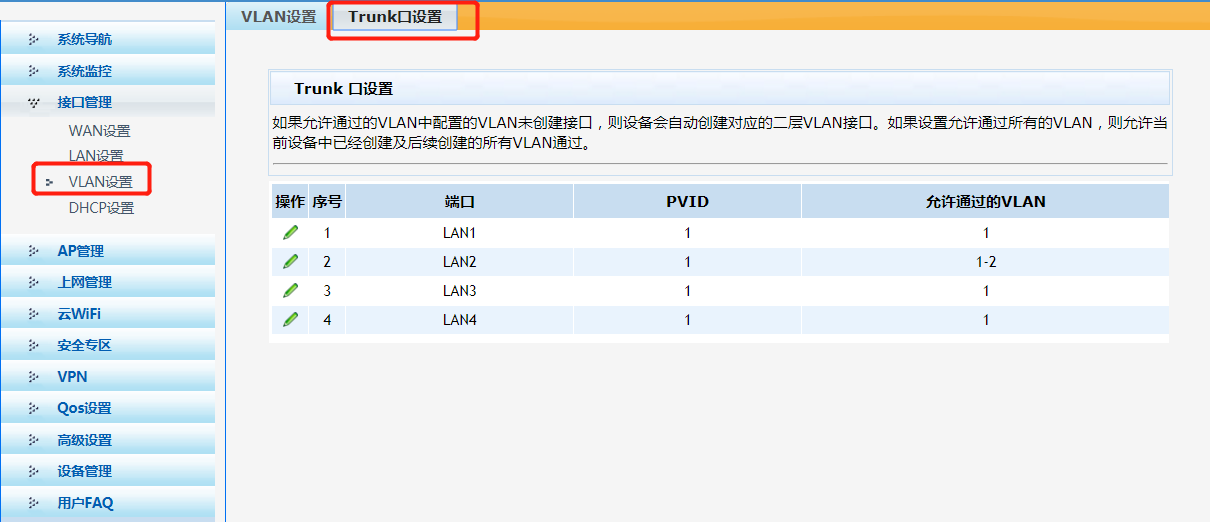 VLAN设置
Trunk口设置
系统导航
系统监控
接口管理
WAN设置
LAN设置
VLAN设置
DHCP设置
AP管理
上网管理
云WiFi
安全专区
VPN
Qos设置
高级设置
设备管理
用户FAQ
Trunk 口设置
如果允许通过的VLAN中配置的VLAN未创建接口，则设备会自动创建对应的二层VLAN接口。如果设置允许通过所有的VLAN，则允许当
前设备中已经创建及后续创建的所有VLAN通过。
操作 序号 端口 PVID 允许通过的VLAN
1 LAN1 1 1
2 LAN2 1 1-2
3 LAN3 1 1
4 LAN4 1 1